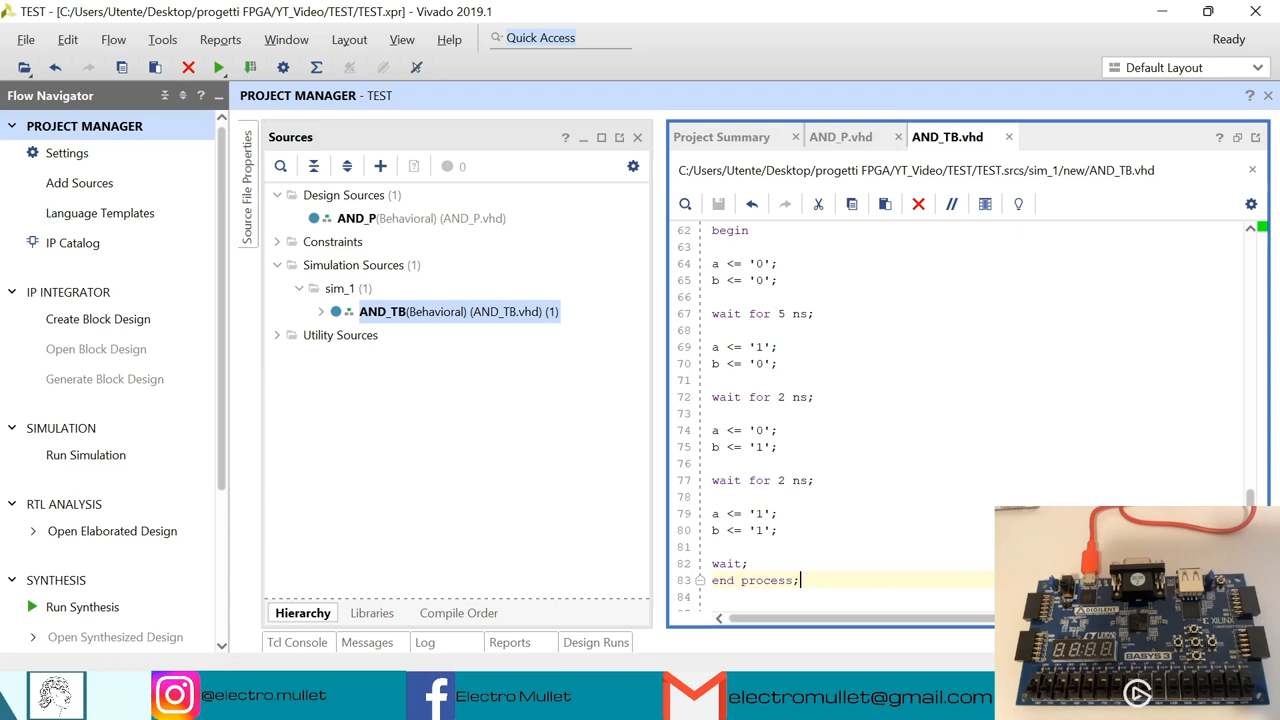 TEST - [C:/Users/Utente/Desktop/progetti FPGA/YT_Video/TEST/TEST.xpr] - Vivado 2019.1
File Edit Flow Tools Reports Window Layout View Help Quick Access Ready
Default Layout
Flow Navigator
PROJECT MANAGER - TEST
PROJECT MANAGER
Settings
Add Sources
Language Templates
IP Catalog
IP INTEGRATOR
Create Block Design
Open Block Design
Generate Block Design
SIMULATION
Run Simulation
RTL ANALYSIS
Open Elaborated Design
SYNTHESIS
Run Synthesis
Open Synthesized Design
Source File Properties
Sources
0
Design Sources (1)
AND_P(Behavioral) (AND_P.vhd)
Constraints
Simulation Sources (1)
sim_1 (1)
AND_TB(Behavioral) (AND_TB.vhd) (1)
Utility Sources
Hierarchy Libraries Compile Order
Tcl Console Messages Log Reports Design Runs
Project Summary AND_P.vhd AND_TB.vhd
C:/Users/Utente/Desktop/progetti FPGA/YT_Video/TEST/TEST.srcs/sim_1/new/AND_TB.vhd
62 begin
63
64 a <= '0';
65 b <= '0';
66
67 wait for 5 ns;
68
69 a <= '1';
70 b <= '0';
71
72 wait for 2 ns;
73
74 a <= '0';
75 b <= '1';
76
77 wait for 2 ns;
78
79 a <= '1';
80 b <= '1';
81
82 wait;
83 end process;
84
DIGILENT
XILINX
LINEAR
BASYS 3
@electro.mullet
Electro Mullet
electromullet@gmail.com